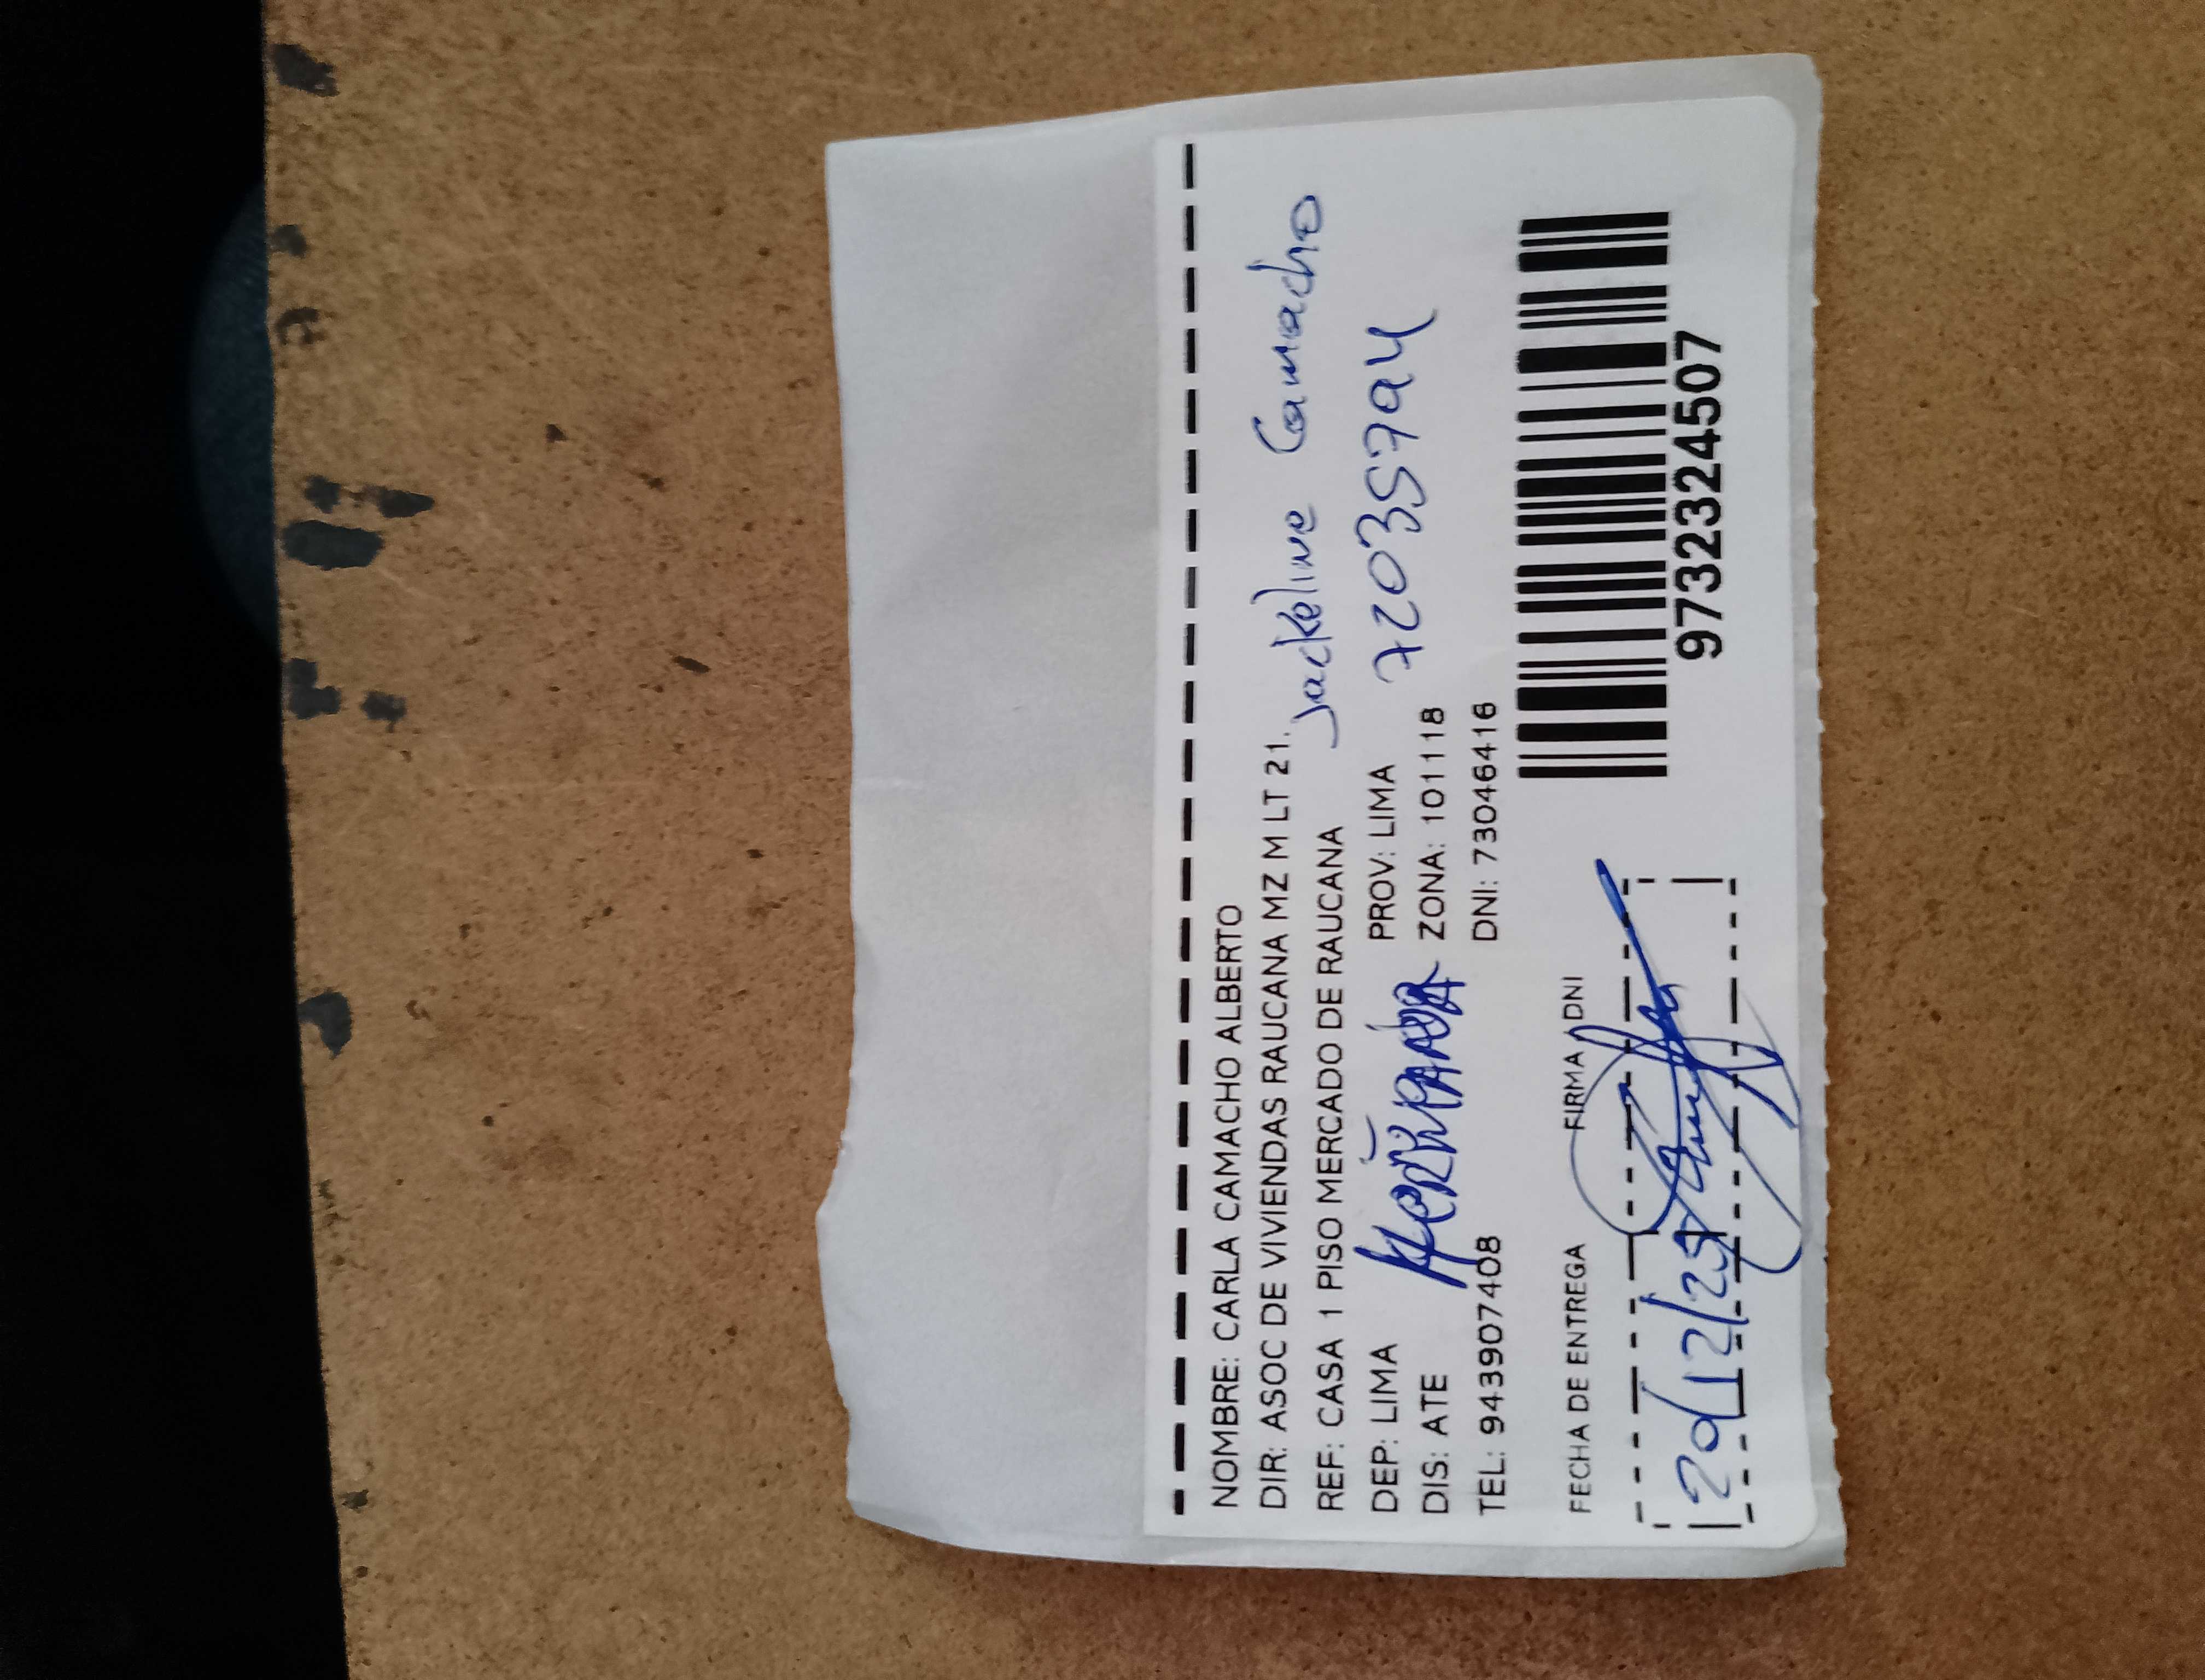 NOMBRE: CARLA CAMACHO ALBERTO
DIR: ASOC DE VIVIENDAS RAUCANA MZ M LT 21.
Jackeline Camacho
REF: CASA 1 PISO MERCADO DE RAUCANA
DEP: LIMA PROV: LIMA
72035794
DIS: ATE ZONA: 101118
TEL: 943907408 DNI: 73046416
FECHA DE ENTREGA FIRMA / DNI
20/12/25
97323324507